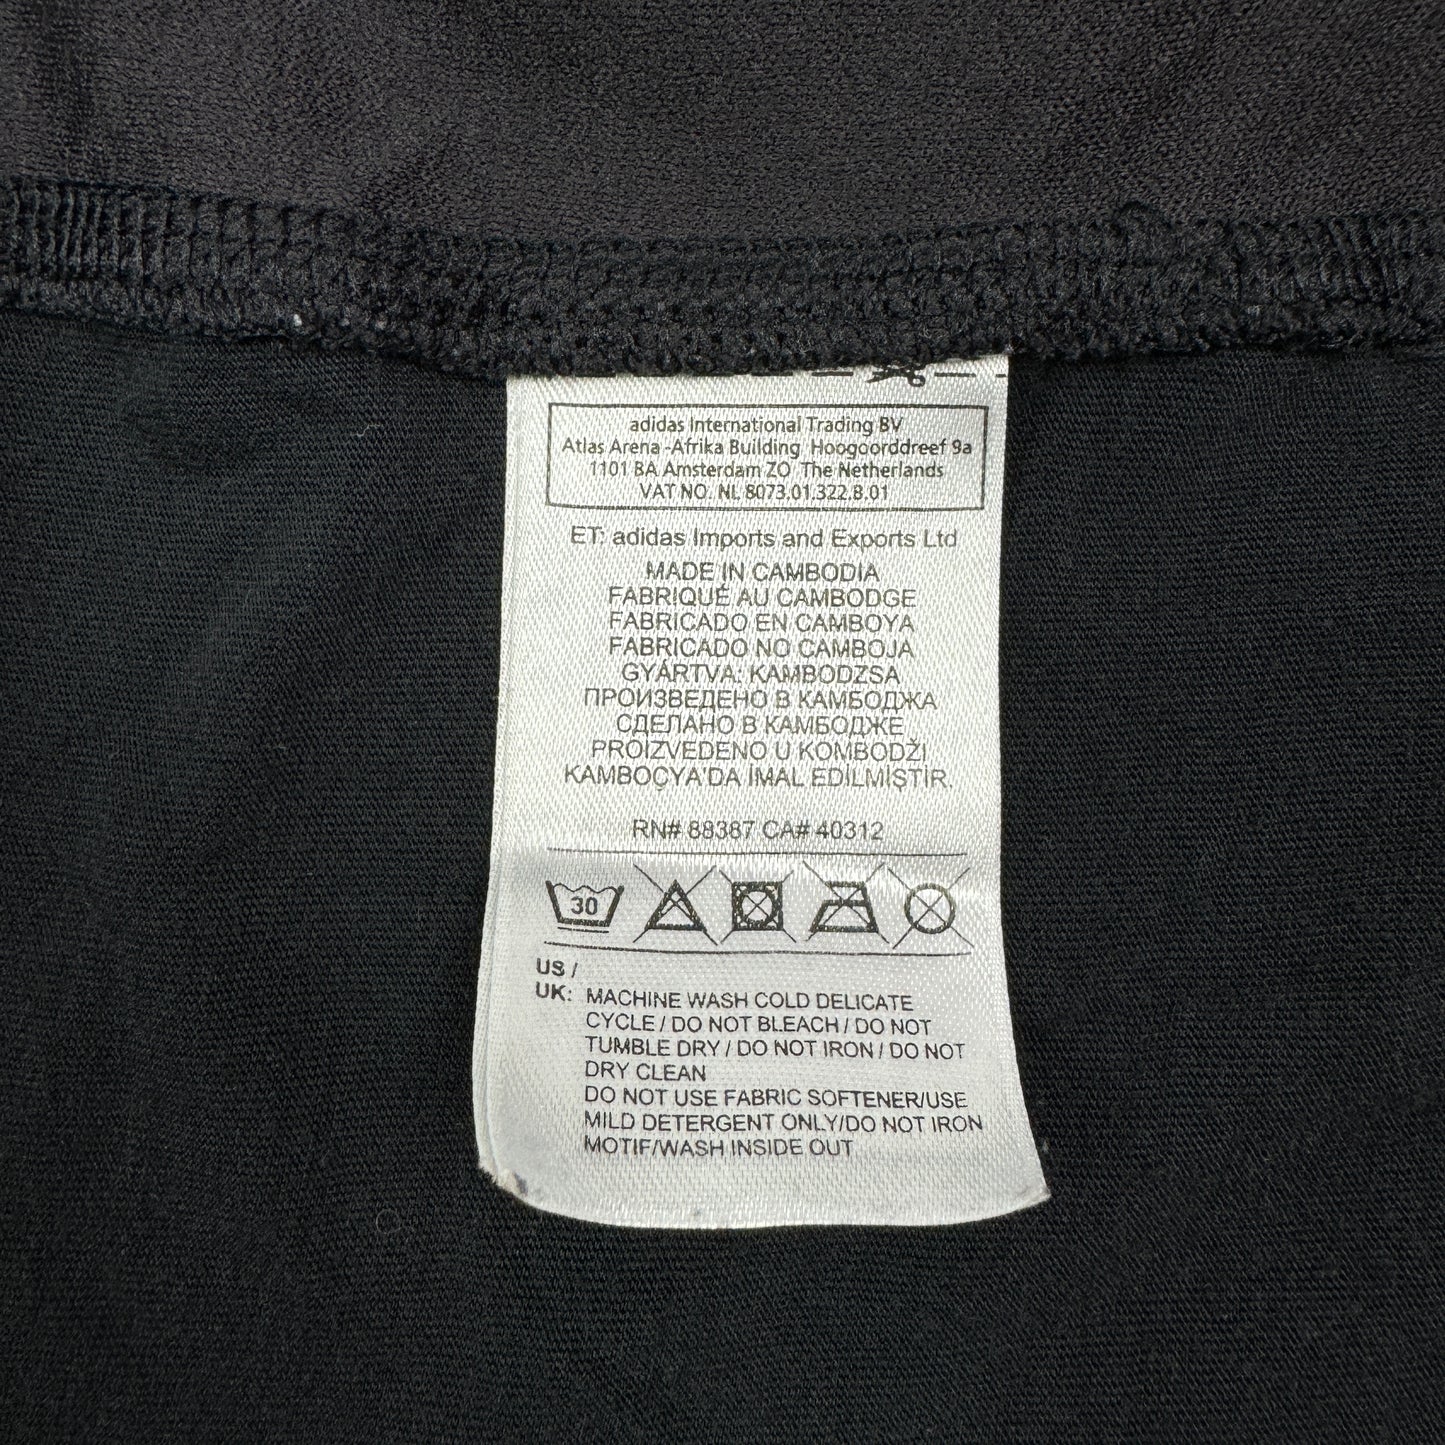 adidas International Trading BV
Atlas Arena -Afrika Building Hoogoorddreef 9a
1101 BA Amsterdam ZO The Netherlands
VAT NO. NL 8073.01.322.B.01
ET: adidas Imports and Exports Ltd
MADE IN CAMBODIA
FABRIQUÉ AU CAMBODGE
FABRICADO EN CAMBOYA
FABRICADO NO CAMBOJA
GYÁRTVA: KAMBODZSA
ПРОИЗВЕДЕНО В КАМБОДЖА
СДЕЛАНО В КАМБОДЖЕ
PROIZVEDENO U KOMBODŽI
KAMBOÇYA'DA IMAL EDILMIŞTIR.
RN# 88387 CA# 40312
30
US /
UK: MACHINE WASH COLD DELICATE
CYCLE / DO NOT BLEACH / DO NOT
TUMBLE DRY / DO NOT IRON / DO NOT
DRY CLEAN
DO NOT USE FABRIC SOFTENER/USE
MILD DETERGENT ONLY/DO NOT IRON
MOTIF/WASH INSIDE OUT